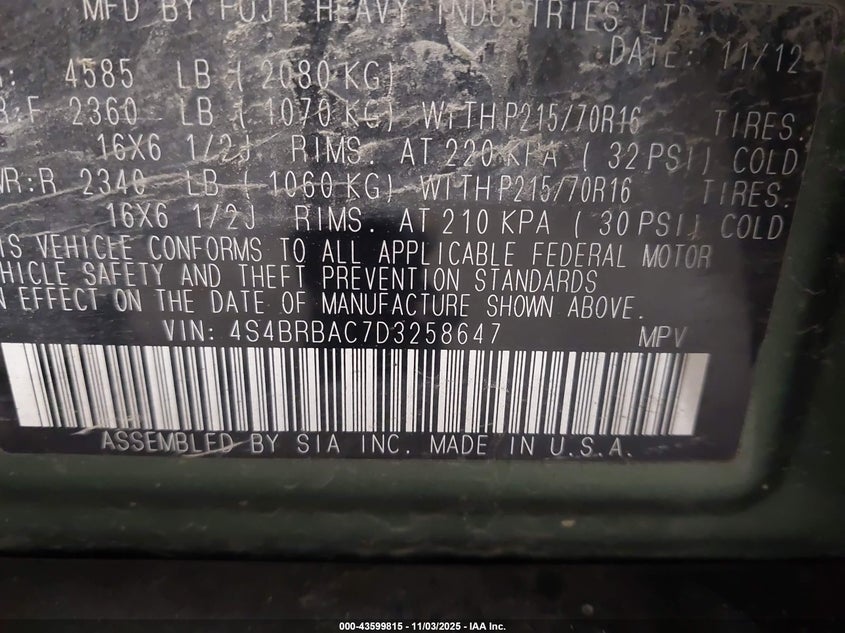 MFD BY FUJI HEAVY INDUSTRIES LTD.
DATE: 11/12
4585 LB ( 2080 KG)
F 2360 LB ( 1070 KG) WITH P215/70R16 TIRES.
16X6 1/2J RIMS. AT 220 KPA ( 32 PSI) COLD
WR:R 2340 LB ( 1060 KG) WITH P215/70R16 TIRES.
16X6 1/2J RIMS. AT 210 KPA ( 30 PSI) COLD
IS VEHICLE CONFORMS TO ALL APPLICABLE FEDERAL MOTOR
HICLE SAFETY AND THEFT PREVENTION STANDARDS
N EFFECT ON THE DATE OF MANUFACTURE SHOWN ABOVE.
VIN: 4S4BRBAC7D3258647 MPV
ASSEMBLED BY SIA INC. MADE IN U.S.A.
000-43599815 - 11/03/2025 - IAA Inc.